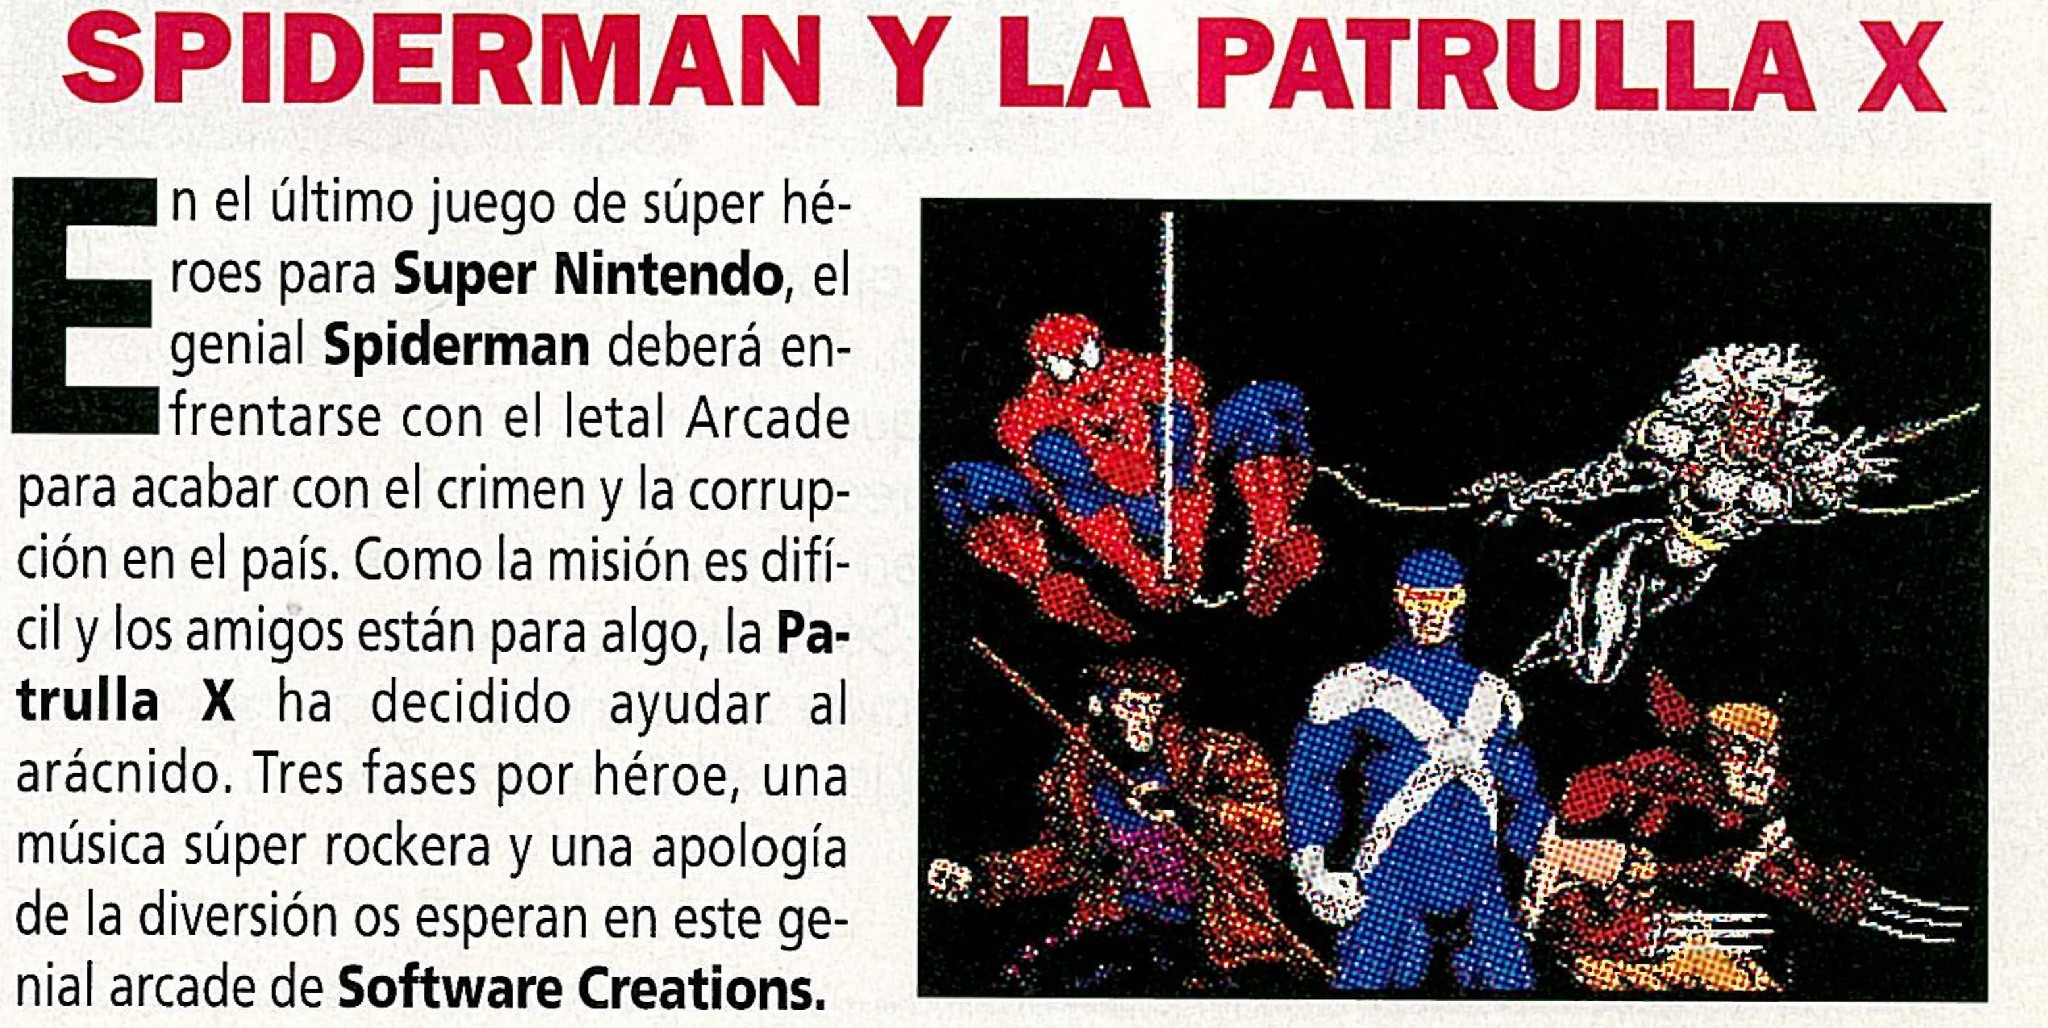 SPIDERMAN Y LA PATRULLA X
En el último juego de súper hé-
roes para Super Nintendo, el
genial Spiderman deberá en-
frentarse con el letal Arcade
para acabar con el crimen y la corrup-
ción en el país. Como la misión es difí-
cil y los amigos están para algo, la Pa-
trulla X ha decidido ayudar al
arácnido. Tres fases por héroe, una
música súper rockera y una apología
de la diversión os esperan en este ge-
nial arcade de Software Creations.